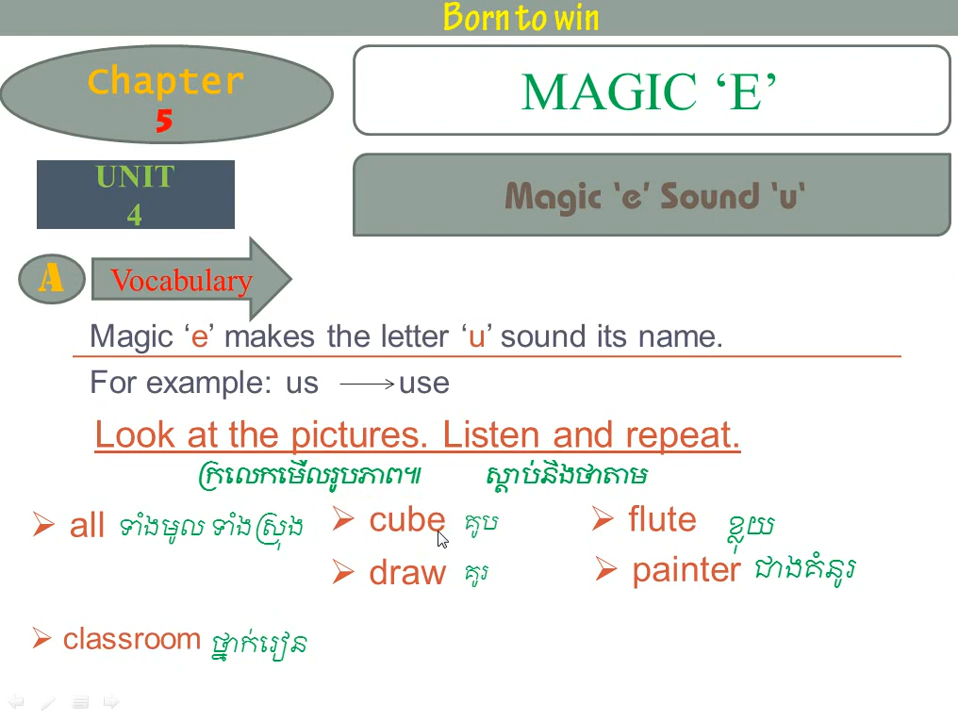 Born to win
Chapter
5
MAGIC ‘E’
UNIT
4
Magic ‘e’ Sound ‘u‘
A
Vocabulary
Magic ‘e’ makes the letter ‘u’ sound its name.
For example: us → use
Look at the pictures. Listen and repeat.
ក្រលេកមើលរូបភាព៕ ស្តាប់និងថាតាម
➢ all ទាំងមូល ទាំងស្រុង
➢ cube គូប
➢ flute ខ្លុយ
➢ draw គូរ
➢ painter ជាងគំនូរ
➢ classroom ថ្នាក់រៀន